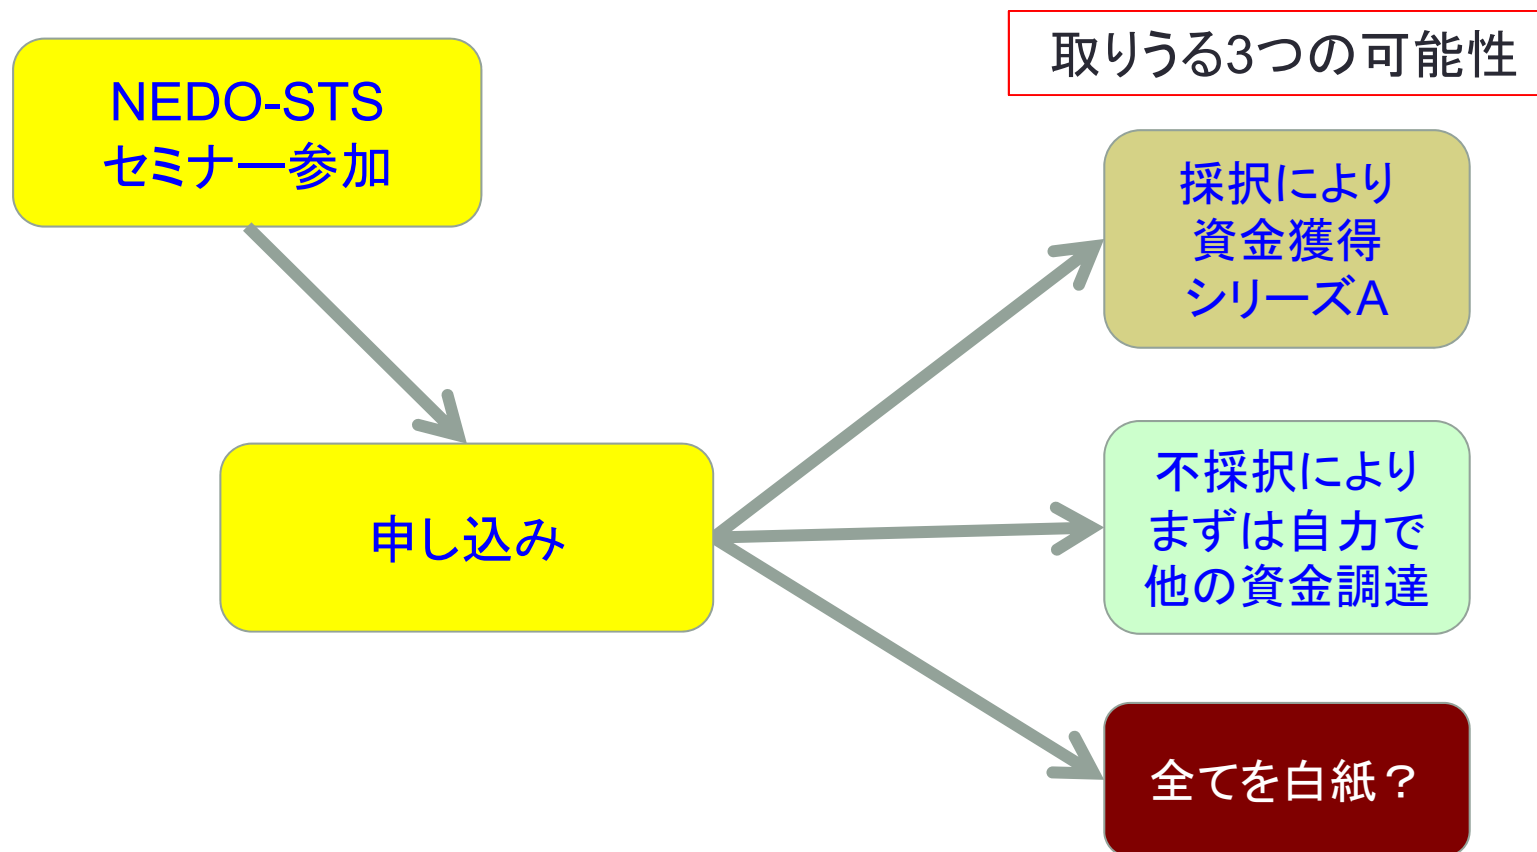 取りうる3つの可能性
NEDO-STS
セミナー参加
採択により
資金獲得
シリーズA
申し込み
不採択により
まずは自力で
他の資金調達
全てを白紙？